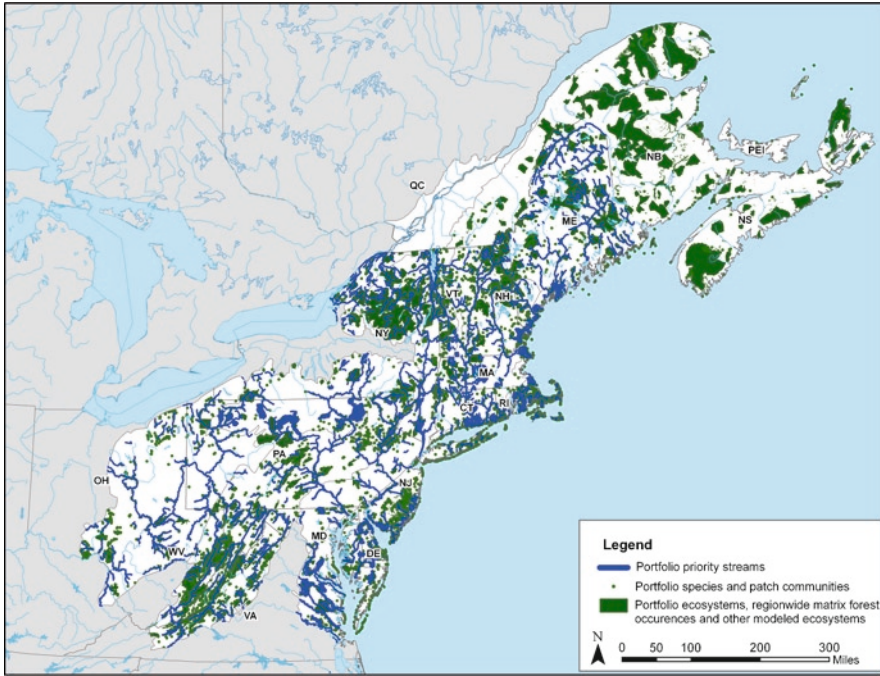 QC
NB
PEI
ME
NS
VT
NH
NY
MA
CT
RI
PA
OH
NJ
MD
DE
WV
VA
Legend
Portfolio priority streams
Portfolio species and patch communities
Portfolio ecosystems, regionwide matrix forest
occurences and other modeled ecosystems
N
0 50 100 200 300
Miles